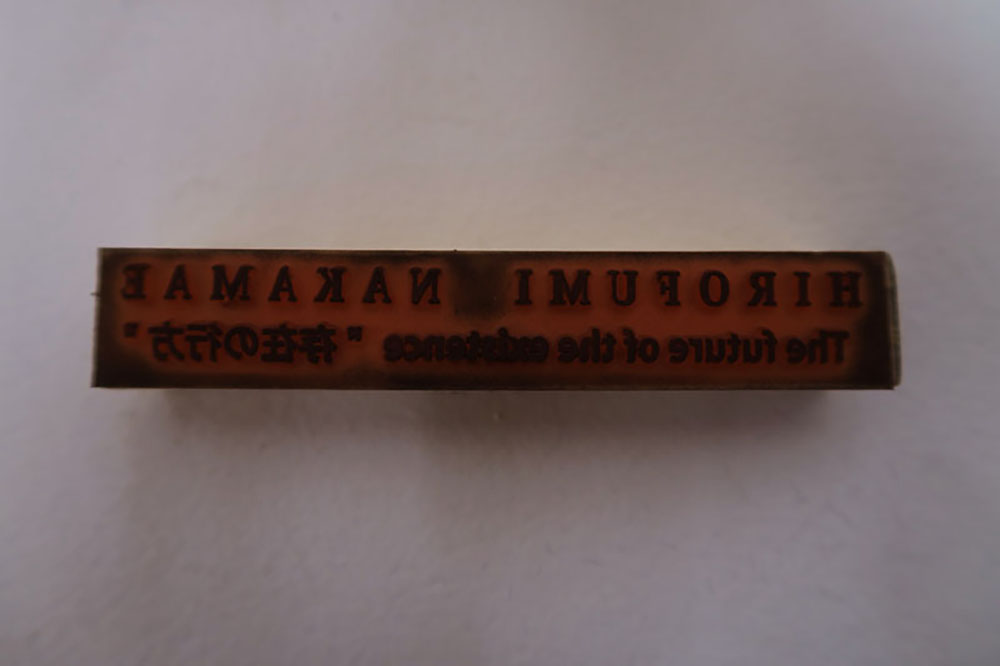 HIROFUMI NAKAMAE
The future of the existence "存在の行方"